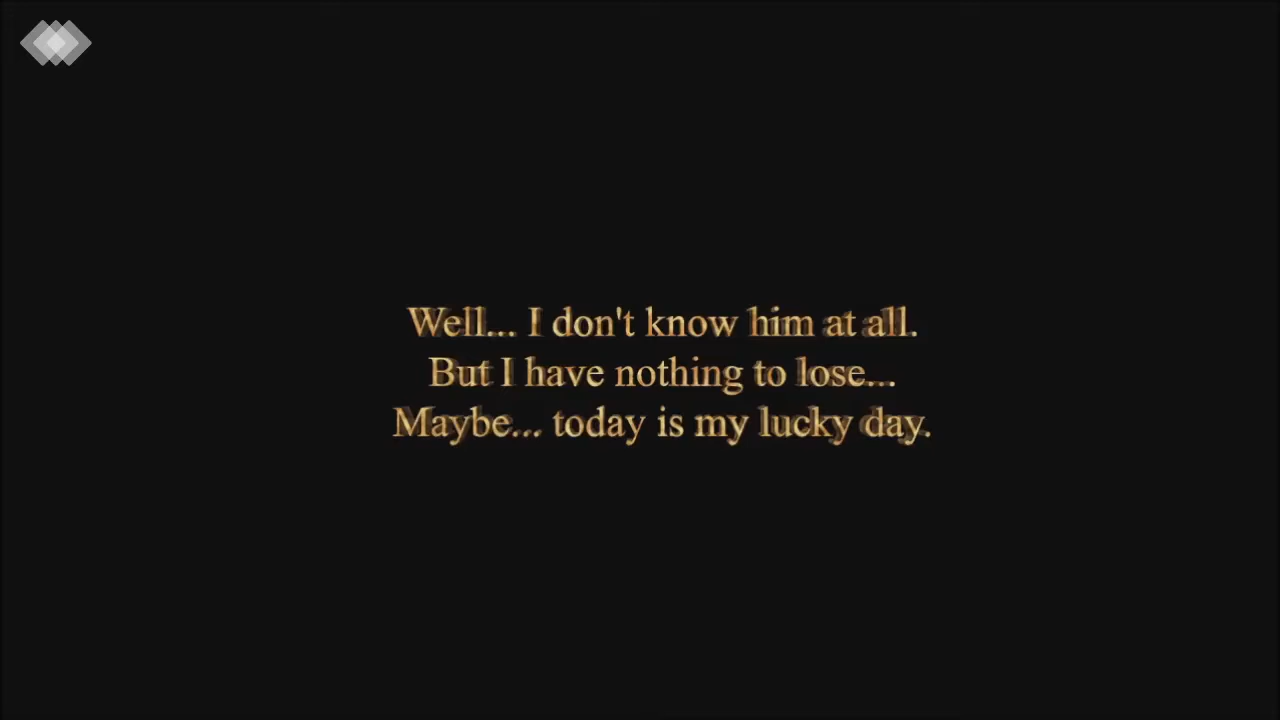 Well... I don't know him at all.
But I have nothing to lose...
Maybe... today is my lucky day.